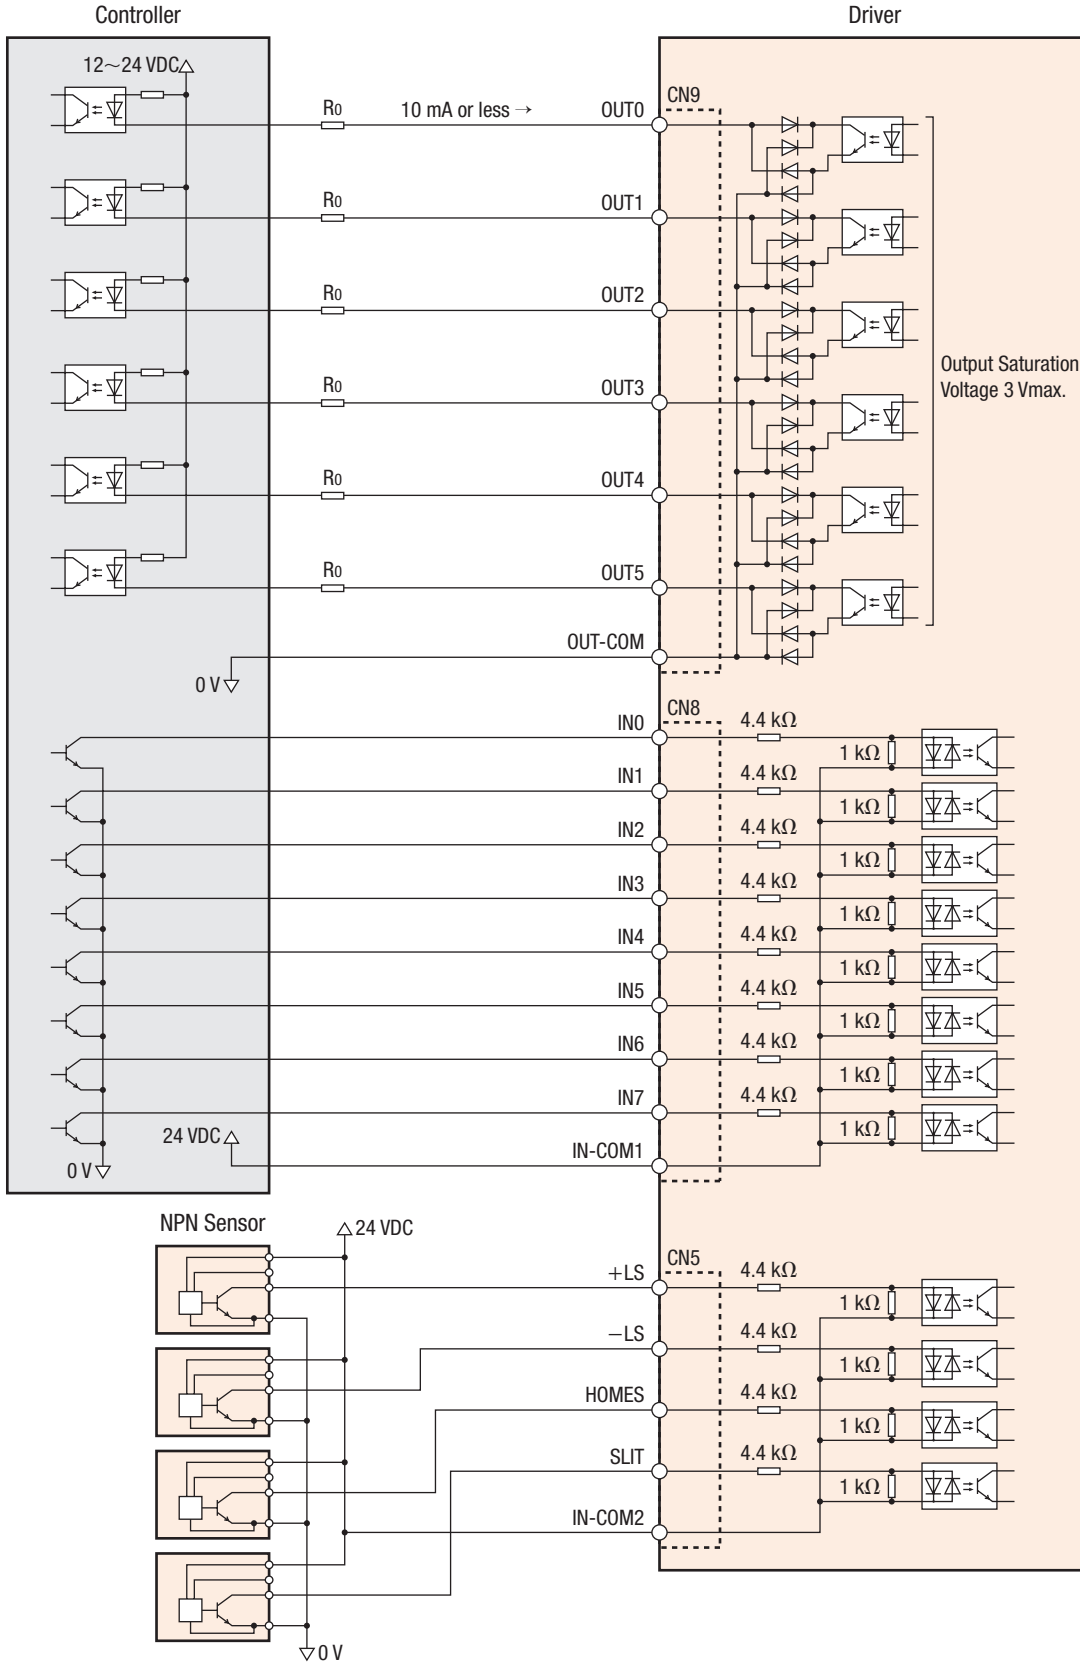 Controller
Driver
12~24 VDC
CN9
R0
10 mA or less →
OUT0
R0
OUT1
R0
OUT2
Output Saturation
Voltage 3 Vmax.
R0
OUT3
R0
OUT4
R0
OUT5
OUT-COM
0 V
CN8
IN0
4.4 kΩ
1 kΩ
IN1
4.4 kΩ
1 kΩ
IN2
4.4 kΩ
1 kΩ
IN3
4.4 kΩ
1 kΩ
IN4
4.4 kΩ
1 kΩ
IN5
4.4 kΩ
1 kΩ
IN6
4.4 kΩ
1 kΩ
IN7
4.4 kΩ
1 kΩ
24 VDC
IN-COM1
0 V
NPN Sensor
24 VDC
CN5
+LS
4.4 kΩ
1 kΩ
−LS
4.4 kΩ
1 kΩ
HOMES
4.4 kΩ
1 kΩ
SLIT
4.4 kΩ
1 kΩ
IN-COM2
0 V